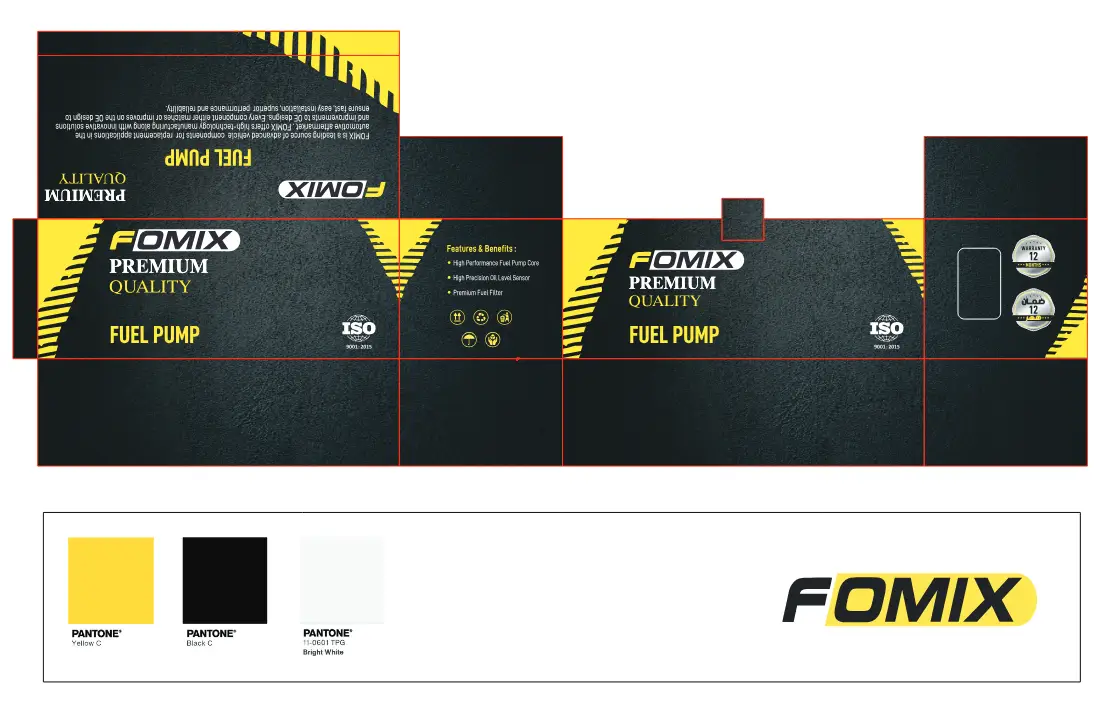 FOMIX is a leading source of advanced vehicle components for replacement applications in the
automotive aftermarket. FOMIX offers high-technology manufacturing along with innovative solutions
and improvements to OE designs. Every component either matches or improves on the OE design to
ensure fast, easy installation, superior performance and reliability.
FUEL PUMP
PREMIUM
QUALITY
FOMIX
FOMIX
PREMIUM
QUALITY
FUEL PUMP
ISO
9001:2015
Features & Benefits :
• High Performance Fuel Pump Core
• High Precision Oil Level Sensor
• Premium Fuel Filter
FOMIX
PREMIUM
QUALITY
FUEL PUMP
ISO
9001:2015
WARRANTY
12
MONTHS
ضمان
12
شهر
PANTONE®
Yellow C
PANTONE®
Black C
PANTONE®
11-0601 TPG
Bright White
FOMIX